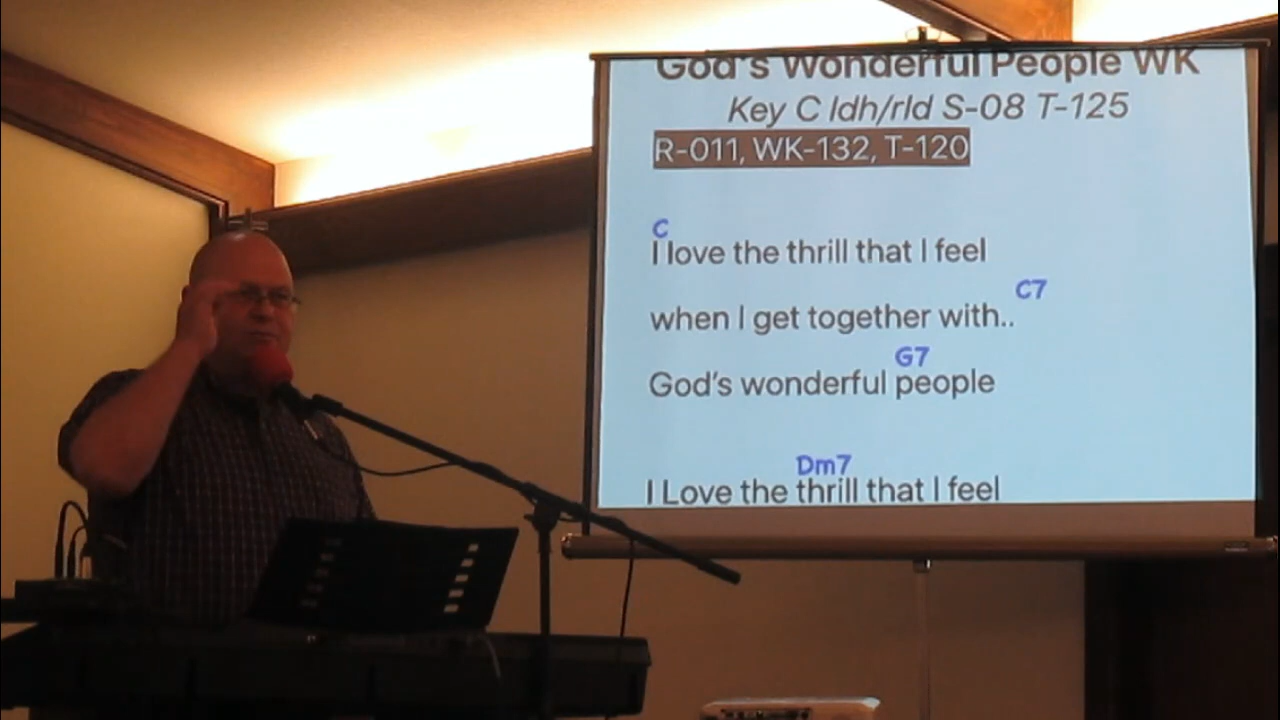 God's Wonderful People WK
Key C ldh/rld S-08 T-125
R-011, WK-132, T-120
C
I love the thrill that I feel
C7
when I get together with..
G7
God's wonderful people
Dm7
I Love the thrill that I feel